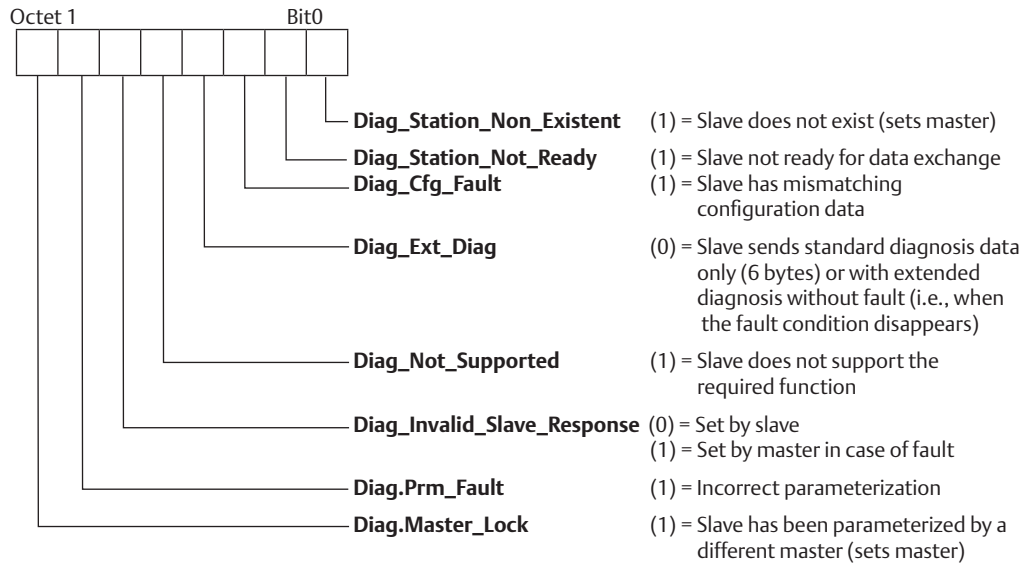 Octet 1 Bit0
Diag_Station_Non_Existent (1) = Slave does not exist (sets master)
Diag_Station_Not_Ready (1) = Slave not ready for data exchange
Diag_Cfg_Fault (1) = Slave has mismatching
configuration data
Diag_Ext_Diag (0) = Slave sends standard diagnosis data
only (6 bytes) or with extended
diagnosis without fault (i.e., when
the fault condition disappears)
Diag_Not_Supported (1) = Slave does not support the
required function
Diag_Invalid_Slave_Response (0) = Set by slave
(1) = Set by master in case of fault
Diag.Prm_Fault (1) = Incorrect parameterization
Diag.Master_Lock (1) = Slave has been parameterized by a
different master (sets master)